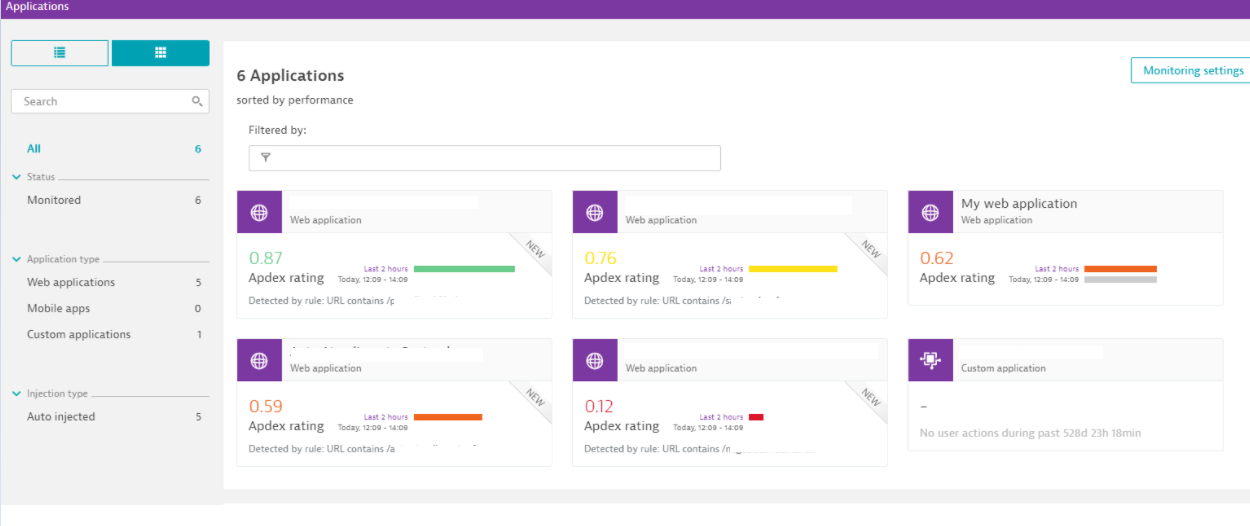 Applications
Search
All 6
Status
Monitored 6
Application type
Web applications 5
Mobile apps 0
Custom applications 1
Injection type
Auto injected 5
6 Applications
Monitoring settings
sorted by performance
Filtered by:
Web application
NEW
0.87
Apdex rating
Last 2 hours
Today, 12:09 - 14:09
Detected by rule: URL contains /p
Web application
NEW
0.76
Apdex rating
Last 2 hours
Today, 12:09 - 14:09
Detected by rule: URL contains
My web application
Web application
0.62
Apdex rating
Last 2 hours
Today, 12:09 - 14:09
Web application
NEW
0.59
Apdex rating
Last 2 hours
Today, 12:09 - 14:09
Detected by rule: URL contains /a
Web application
NEW
0.12
Apdex rating
Last 2 hours
Today, 12:09 - 14:09
Detected by rule: URL contains
Custom application
–
No user actions during past 528d 23h 18min